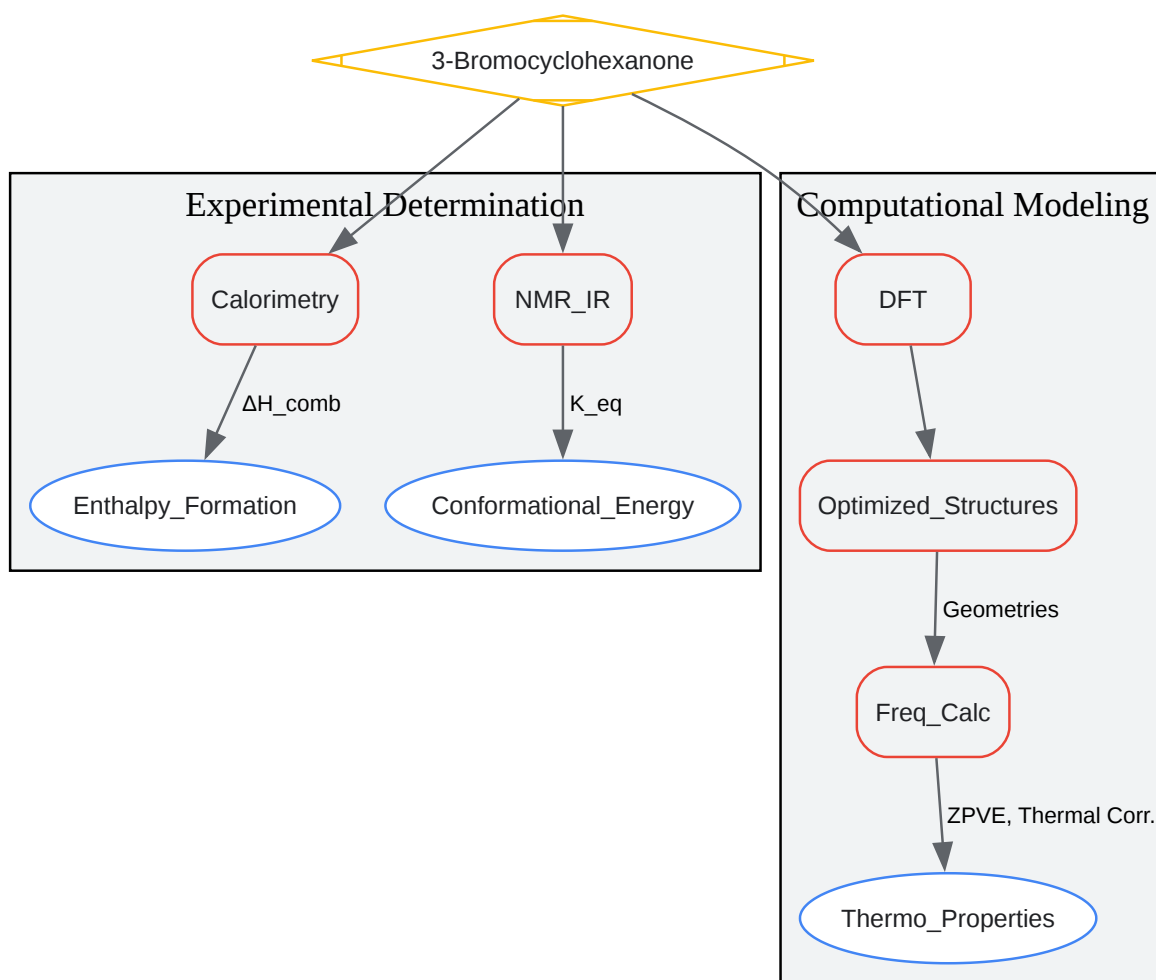 3-Bromocyclohexanone
Experimental Determination
Computational Modeling
Calorimetry
NMR_IR
DFT
ΔH_comb
K_eq
Enthalpy_Formation
Conformational_Energy
Optimized_Structures
Geometries
Freq_Calc
ZPVE, Thermal Corr.
Thermo_Properties